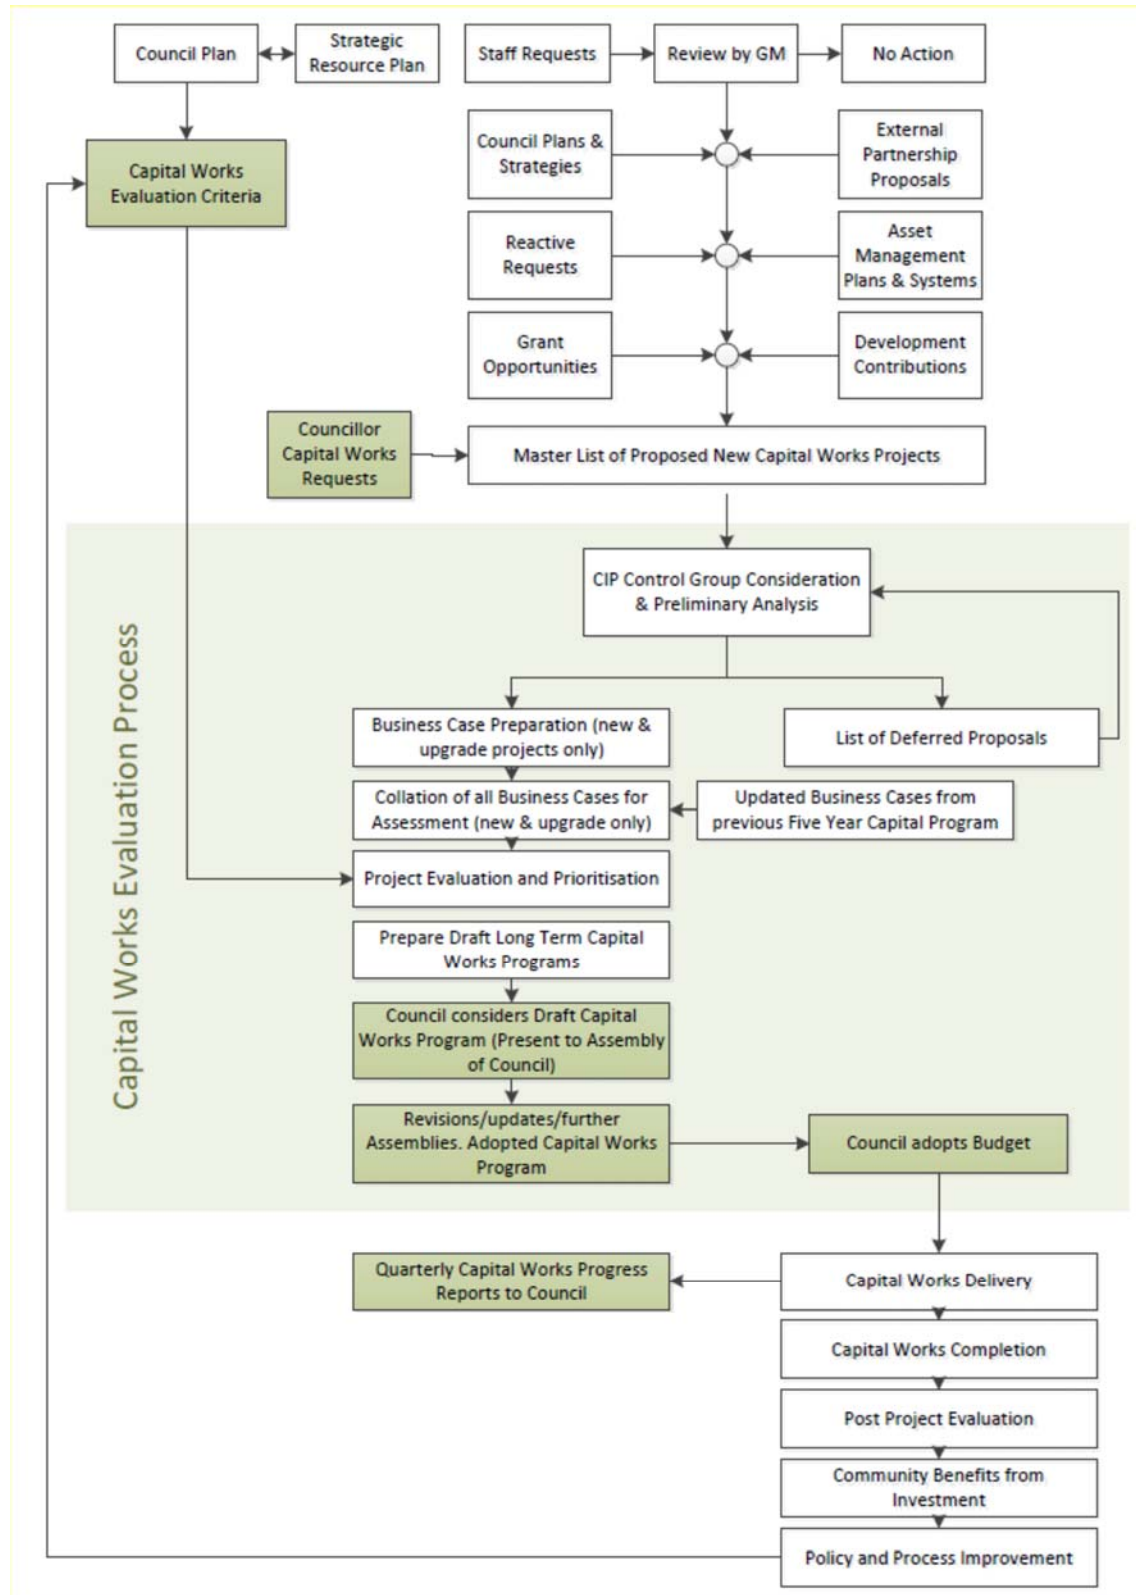 Council Plan
Strategic
Resource Plan
Staff Requests
Review by GM
No Action
Capital Works
Evaluation Criteria
Council Plans &
Strategies
External
Partnership
Proposals
Reactive
Requests
Asset
Management
Plans & Systems
Grant
Opportunities
Development
Contributions
Councillor
Capital Works
Requests
Master List of Proposed New Capital Works Projects
Capital Works Evaluation Process
CIP Control Group Consideration
& Preliminary Analysis
Business Case Preparation (new &
upgrade projects only)
List of Deferred Proposals
Collation of all Business Cases for
Assessment (new & upgrade only)
Updated Business Cases from
previous Five Year Capital Program
Project Evaluation and Prioritisation
Prepare Draft Long Term Capital
Works Programs
Council considers Draft Capital
Works Program (Present to Assembly
of Council)
Revisions/updates/further
Assemblies. Adopted Capital Works
Program
Council adopts Budget
Quarterly Capital Works Progress
Reports to Council
Capital Works Delivery
Capital Works Completion
Post Project Evaluation
Community Benefits from
Investment
Policy and Process Improvement